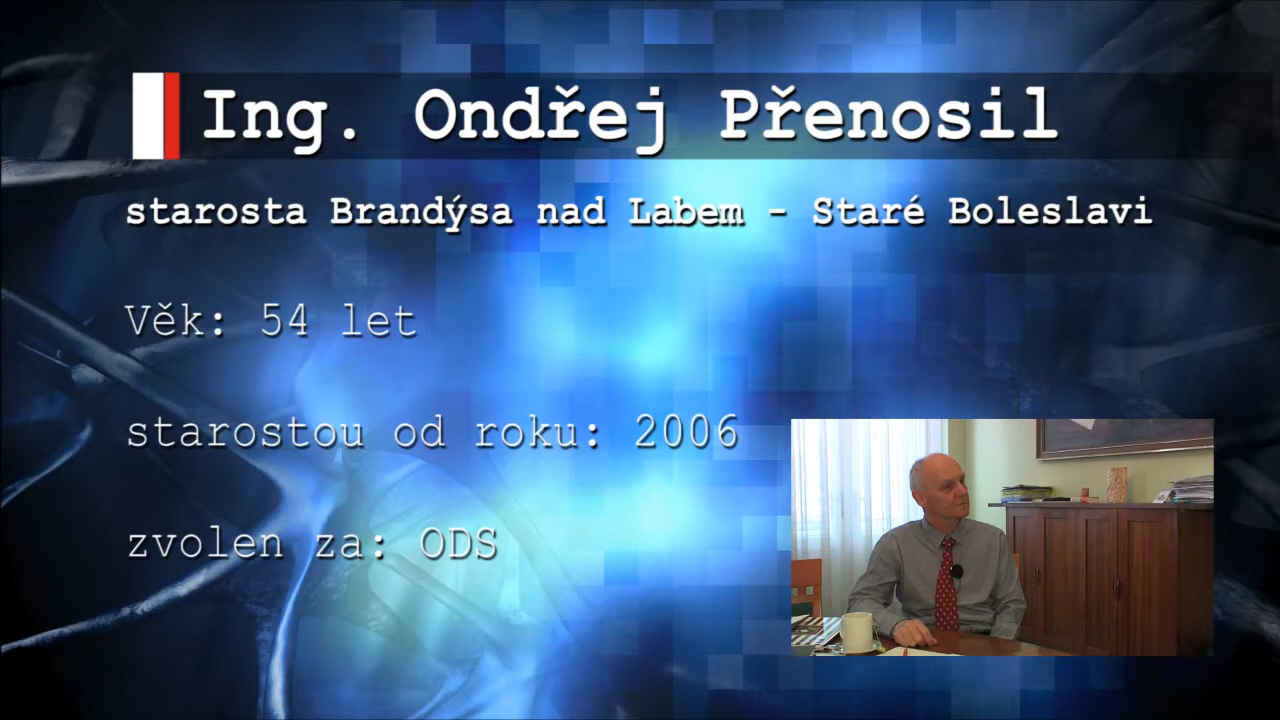 Ing. Ondřej Přenosil
starosta Brandýsa nad Labem - Staré Boleslavi
Věk: 54 let
starostou od roku: 2006
zvolen za: ODS